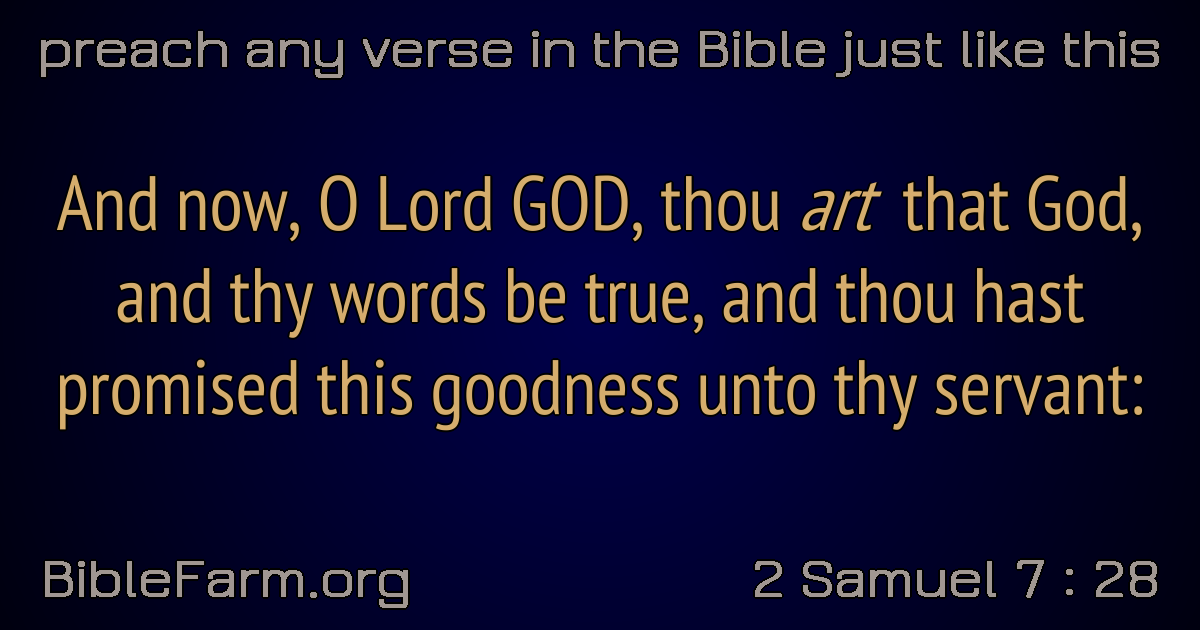 preach any verse in the Bible just like this
And now, O Lord GOD, thou art that God,
and thy words be true, and thou hast
promised this goodness unto thy servant:
BibleFarm.org
2 Samuel 7 : 28